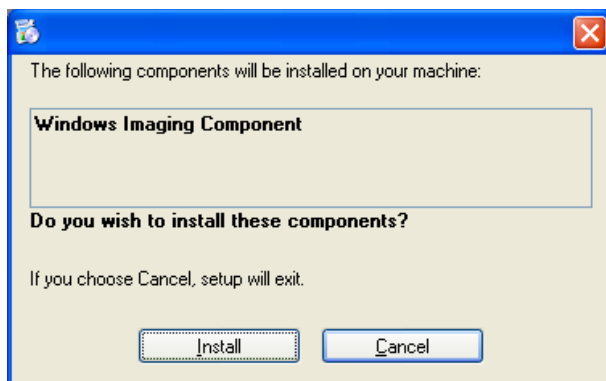 The following components will be installed on your machine:
Windows Imaging Component
Do you wish to install these components?
If you choose Cancel, setup will exit.
Install
Cancel